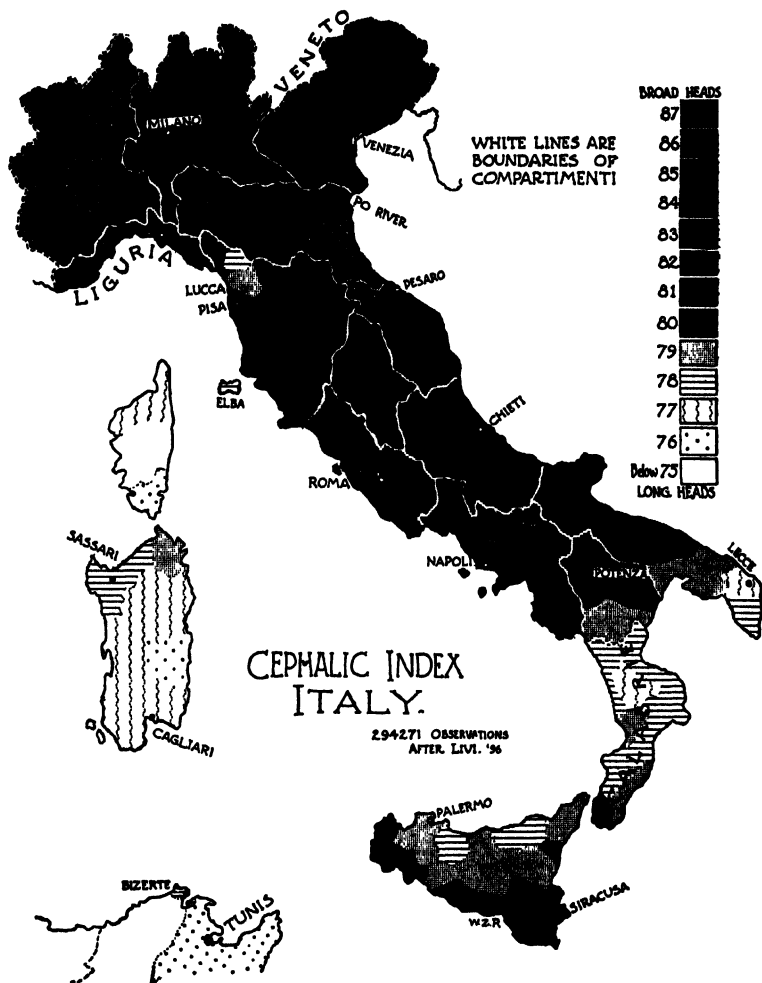 VENETO
BROAD HEADS
87
86
85
84
83
82
81
80
79
78
77
76
Below 75
LONG HEADS
MILANO
VENEZIA
WHITE LINES ARE
BOUNDARIES OF
COMPARTIMENTI
PO RIVER
LIGURIA
LUCCA
PISA
PESARO
ELBA
CHIETI
ROMA
SASSARI
NAPOLI
POTENZA
LECCE
CEPHALIC INDEX
ITALY.
294271 OBSERVATIONS
AFTER LIVI. '96
CAGLIARI
PALERMO
BIZERTE
TUNIS
SIRACUSA
W.Z.R